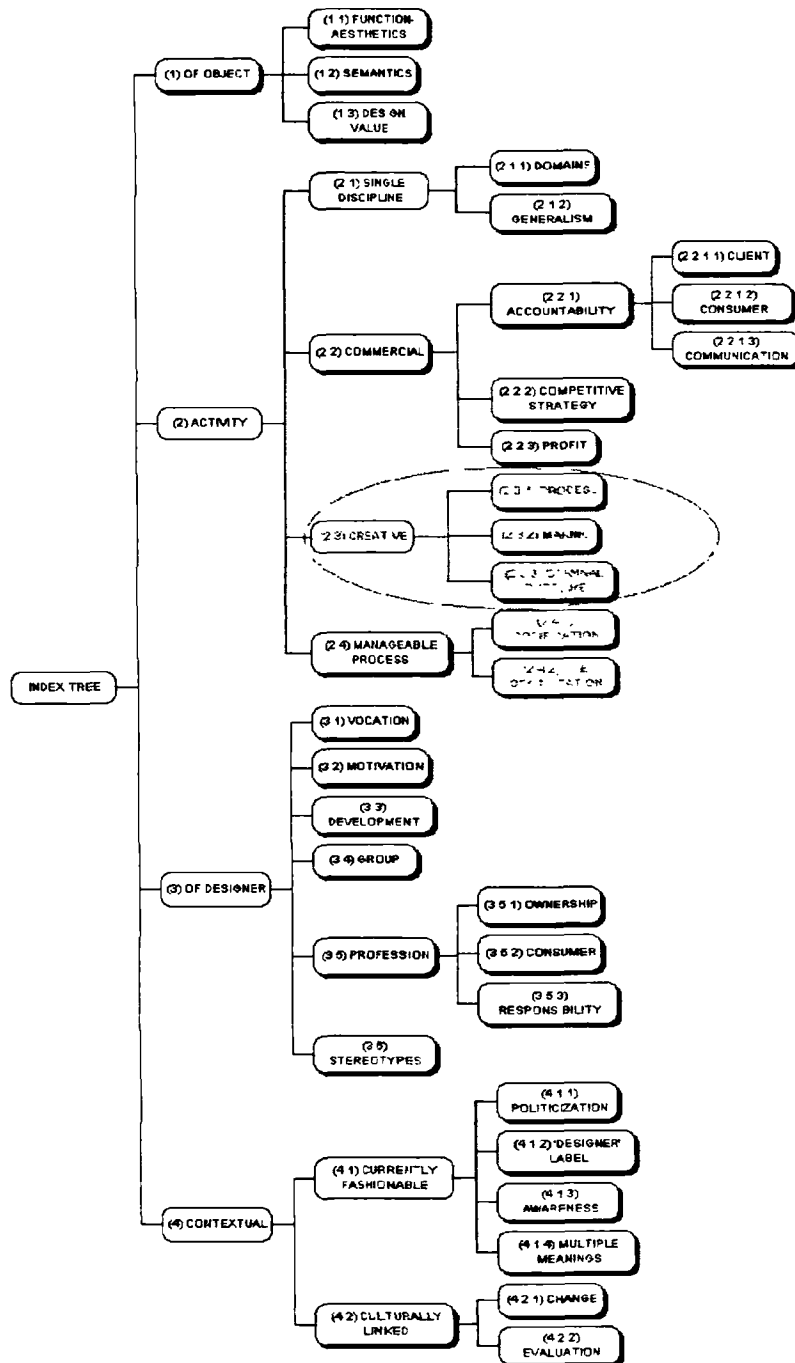 (1 1) FUNCTION-
AESTHETICS
(1) OF OBJECT
(1 2) SEMANTICS
(1 3) DESIGN
VALUE
(2 1) SINGLE
DISCIPLINE
(2 1 1) DOMAINS
(2 1 2)
GENERALISM
(2 2 1 1) CLIENT
(2 2 1)
ACCOUNTABILITY
(2 2 1 2)
CONSUMER
(2 2 1 3)
COMMUNICATION
(2 2) COMMERCIAL
(2 2 2) COMPETITIVE
STRATEGY
(2) ACTIVITY
(2 2 3) PROFIT
(2 3) CREATIVE
(2 4) MANAGEABLE
PROCESS
INDEX TREE
(3 1) VOCATION
(3 2) MOTIVATION
(3 3)
DEVELOPMENT
(3 4) GROUP
(3) OF DESIGNER
(3 5 1) OWNERSHIP
(3 5) PROFESSION
(3 5 2) CONSUMER
(3 5 3)
RESPONSIBILITY
STEREOTYPES
(4 1 1)
POLITICIZATION
(4 1) CURRENTLY
FASHIONABLE
(4 1 2) 'DESIGNER'
LABEL
(4 1 3)
AWARENESS
(4) CONTEXTUAL
(4 1 4) MULTIPLE
MEANINGS
(4 2) CULTURALLY
LINKED
(4 2 1) CHANGE
(4 2 2)
EVALUATION